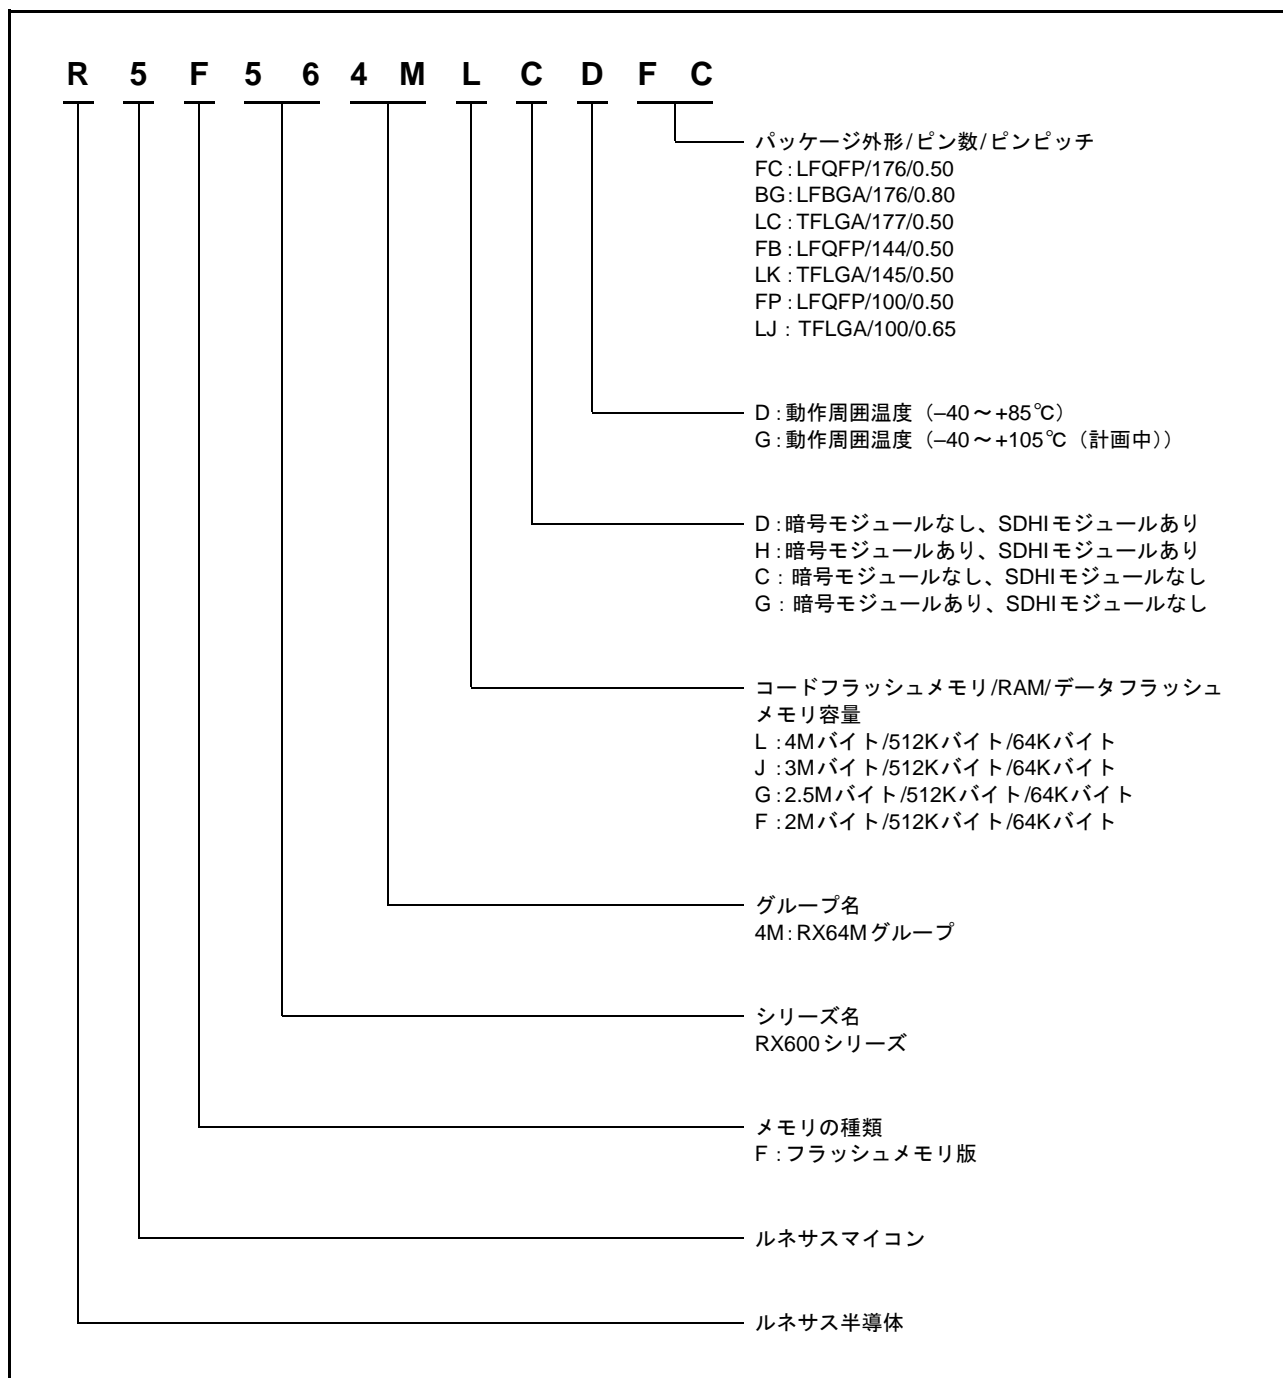 R 5 F 5 6 4 M L C D F C
パッケージ外形/ピン数/ピンピッチ
FC:LFQFP/176/0.50
BG:LFBGA/176/0.80
LC:TFLGA/177/0.50
FB:LFQFP/144/0.50
LK:TFLGA/145/0.50
FP:LFQFP/100/0.50
LJ:TFLGA/100/0.65
D:動作周囲温度(–40~+85℃)
G:動作周囲温度(–40~+105℃(計画中))
D:暗号モジュールなし、SDHIモジュールあり
H:暗号モジュールあり、SDHIモジュールあり
C:暗号モジュールなし、SDHIモジュールなし
G:暗号モジュールあり、SDHIモジュールなし
コードフラッシュメモリ/RAM/データフラッシュ
メモリ容量
L:4Mバイト/512Kバイト/64Kバイト
J:3Mバイト/512Kバイト/64Kバイト
G:2.5Mバイト/512Kバイト/64Kバイト
F:2Mバイト/512Kバイト/64Kバイト
グループ名
4M:RX64Mグループ
シリーズ名
RX600シリーズ
メモリの種類
F:フラッシュメモリ版
ルネサスマイコン
ルネサス半導体